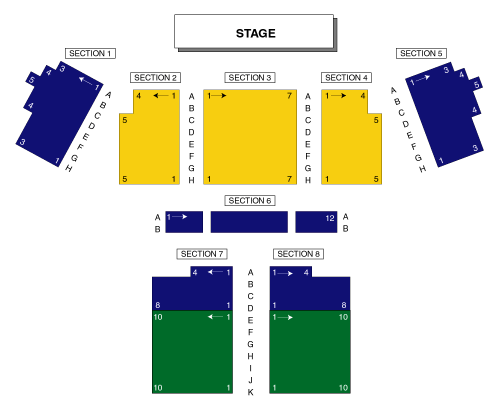 STAGE
SECTION 1
SECTION 5
SECTION 2
SECTION 3
SECTION 4
3
1
4
5
4
3
1
A
B
C
D
E
F
G
H
4 1
5
5 1
A
B
C
D
E
F
G
H
1 7
1 7
A
B
C
D
E
F
G
H
1 4
5
1 5
1 3
4
5
4
3
1
A
B
C
D
E
F
G
H
SECTION 6
A 1 12 A
B B
SECTION 7
SECTION 8
4 1 A 1 4
B
C
8 1 D 1 8
10 1 E 1 10
F
G
H
I
J
10 1 K 1 10